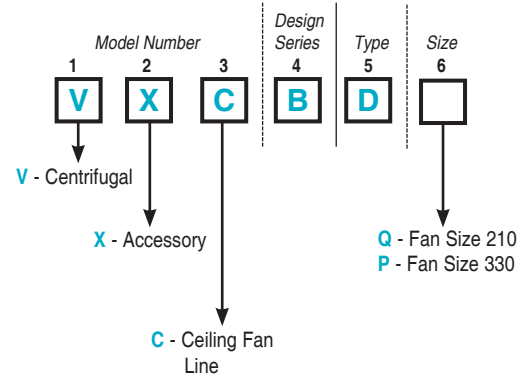 Design
Model Number Series Type Size
1 2 3 4 5 6
V X C B D
V - Centrifugal
X - Accessory
Q - Fan Size 210
P - Fan Size 330
C - Ceiling Fan
Line